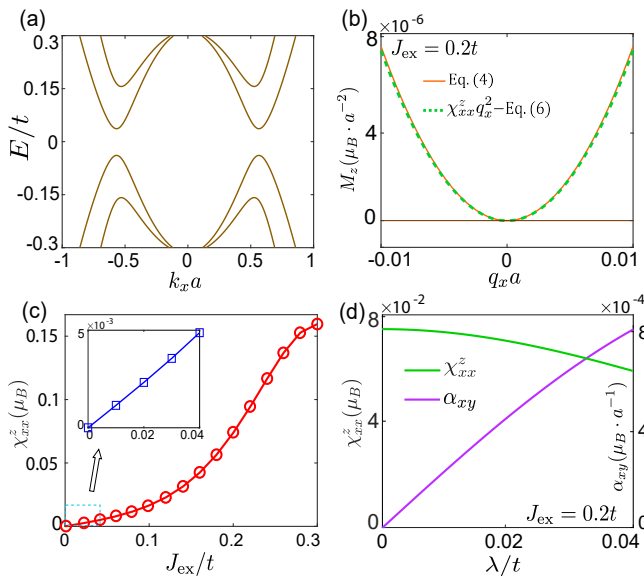 (a)
0.3
0.15
0
-0.15
-0.3
E/t
-1 -0.5 0 0.5 1
k_x a
(b)
×10⁻⁶
8
4
0
M_z(μ_B · a⁻²)
J_ex = 0.2t
Eq. (4)
χ^z_xx q²_x–Eq. (6)
-0.01 0 0.01
q_x a
(c)
0.15
0.10
0.05
0
χ^z_xx(μ_B)
×10⁻³
5
0
0 0.02 0.04
0 0.1 0.2 0.3
J_ex/t
(d)
×10⁻²
8
4
0
χ^z_xx(μ_B)
χ^z_xx
α_xy
×10⁻⁴
8
4
α_xy(μ_B · a⁻¹)
J_ex = 0.2t
0 0.02 0.04
λ/t